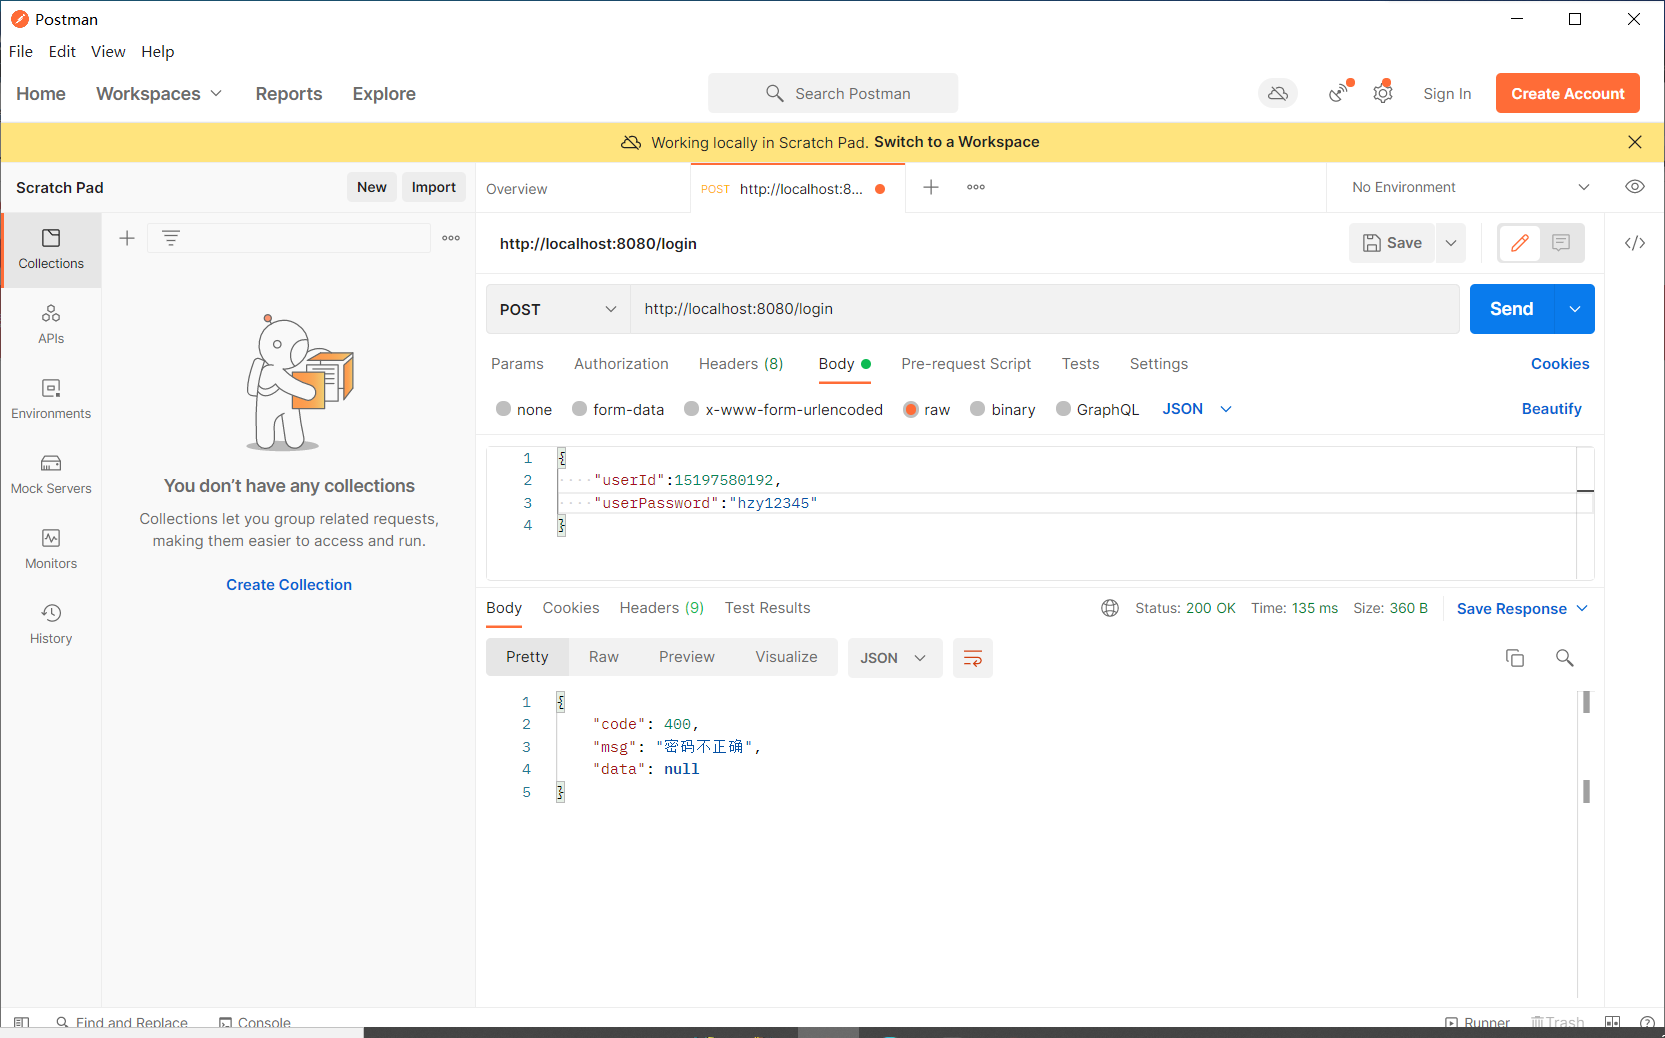 Postman
File Edit View Help
Home Workspaces Reports Explore Search Postman Sign In Create Account
Working locally in Scratch Pad. Switch to a Workspace
Scratch Pad New Import Overview POST http://localhost:8... ooo No Environment
Collections
APIs
Environments
Mock Servers
Monitors
History
You don’t have any collections
Collections let you group related requests,
making them easier to access and run.
Create Collection
http://localhost:8080/login Save
POST http://localhost:8080/login Send
Params Authorization Headers (8) Body Pre-request Script Tests Settings Cookies
none form-data x-www-form-urlencoded raw binary GraphQL JSON Beautify
1 {
2 "userId":15197580192,
3 "userPassword":"hzy12345"
4 }
Body Cookies Headers (9) Test Results Status: 200 OK Time: 135 ms Size: 360 B Save Response
Pretty Raw Preview Visualize JSON
1 {
2 "code": 400,
3 "msg": "密码不正确",
4 "data": null
5 }
Find and Replace Console Runner Trash